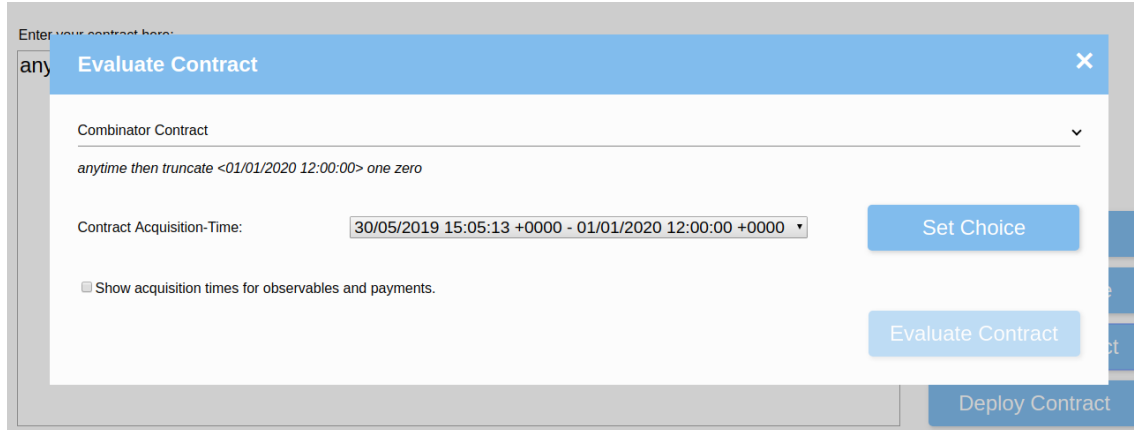 Enter your contract here:
any
Evaluate Contract
Combinator Contract
anytime then truncate <01/01/2020 12:00:00> one zero
Contract Acquisition-Time:
30/05/2019 15:05:13 +0000 - 01/01/2020 12:00:00 +0000
Set Choice
Show acquisition times for observables and payments.
Evaluate Contract
Deploy Contract